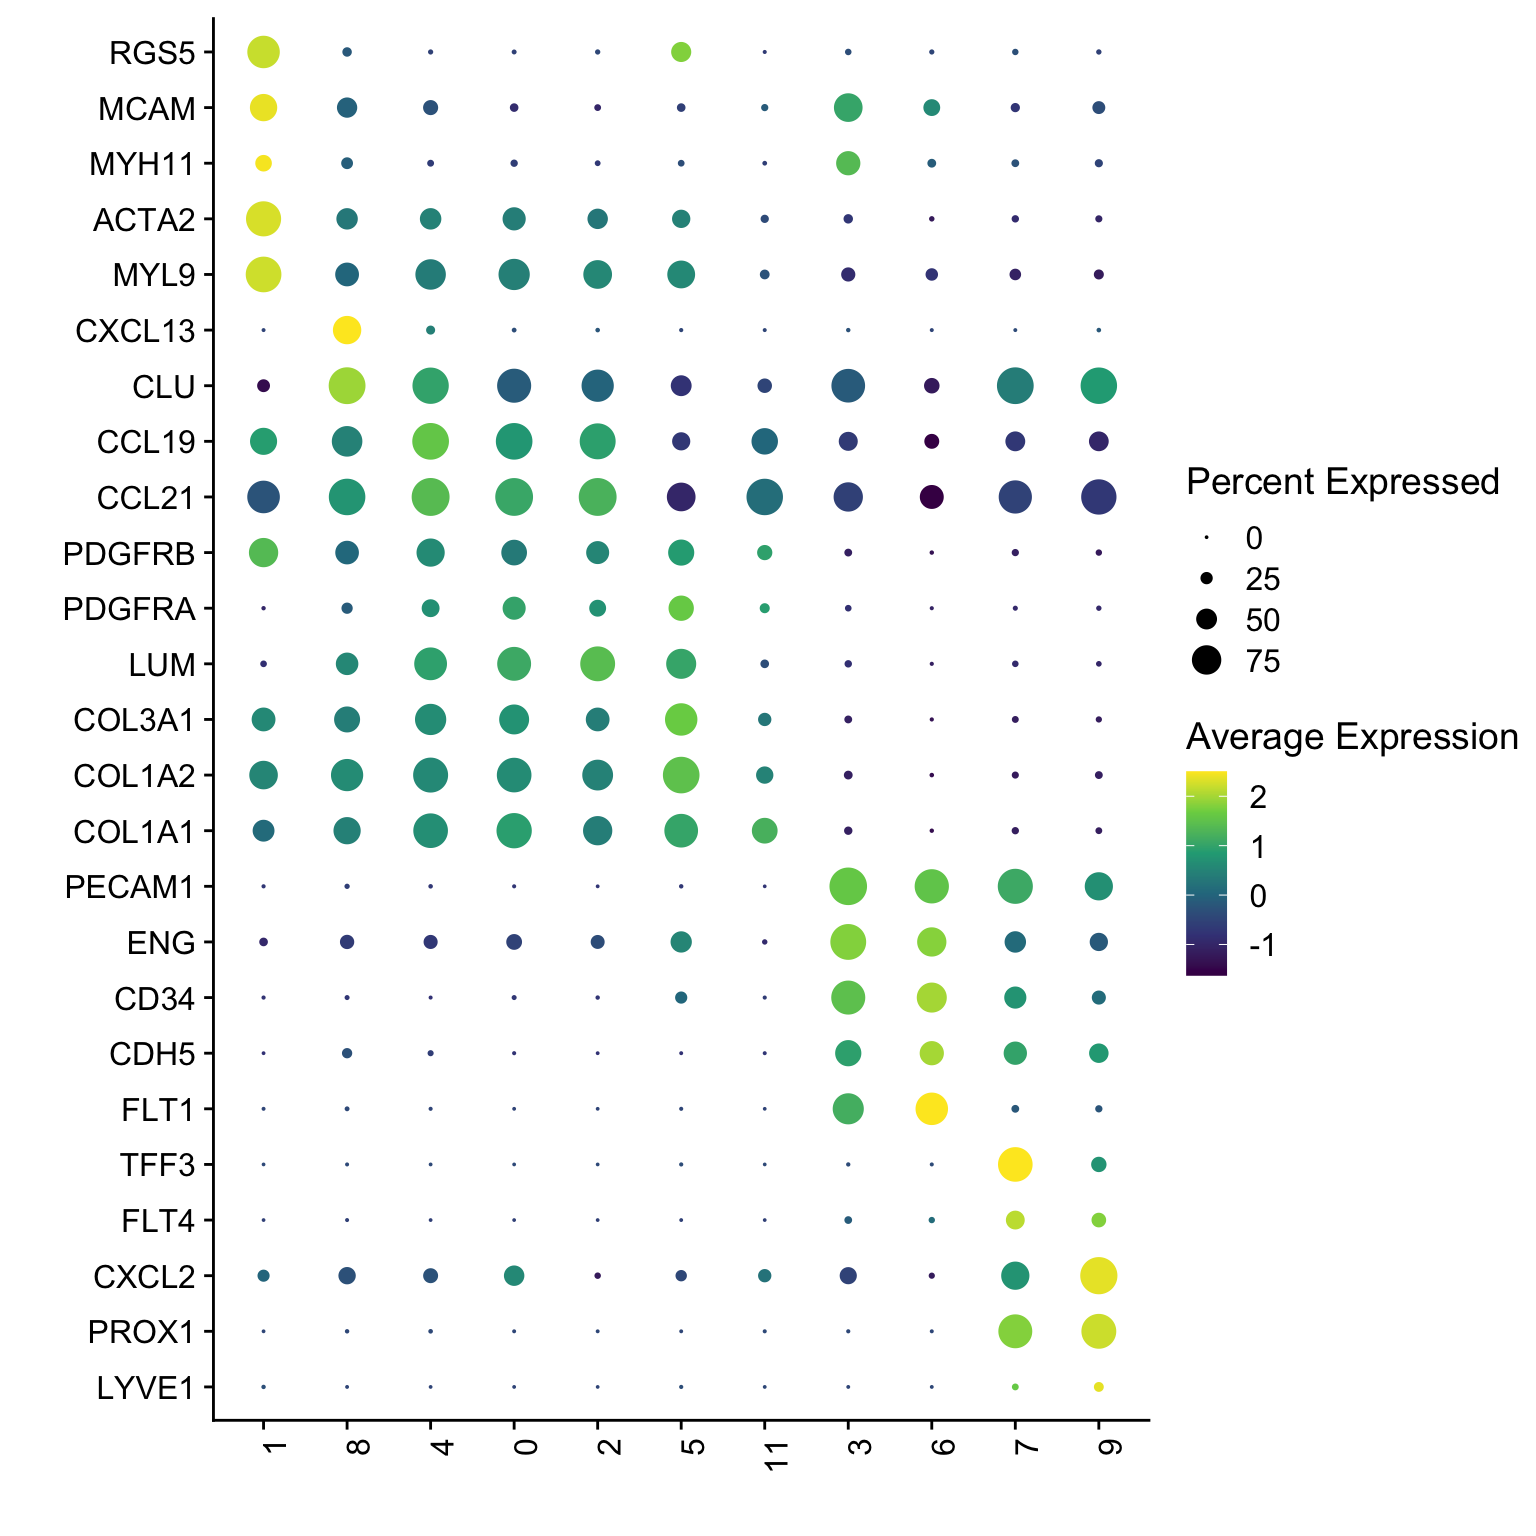 RGS5
MCAM
MYH11
ACTA2
MYL9
CXCL13
CLU
CCL19
CCL21
PDGFRB
PDGFRA
LUM
COL3A1
COL1A2
COL1A1
PECAM1
ENG
CD34
CDH5
FLT1
TFF3
FLT4
CXCL2
PROX1
LYVE1
1 8 4 0 2 5 11 3 6 7 9
Percent Expressed
0
25
50
75
Average Expression
2
1
0
-1